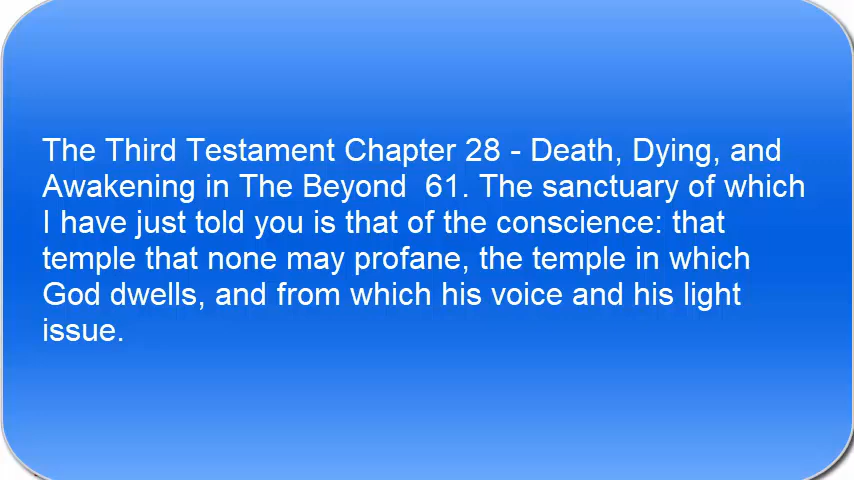 The Third Testament Chapter 28 - Death, Dying, and
Awakening in The Beyond  61. The sanctuary of which
I have just told you is that of the conscience: that
temple that none may profane, the temple in which
God dwells, and from which his voice and his light
issue.